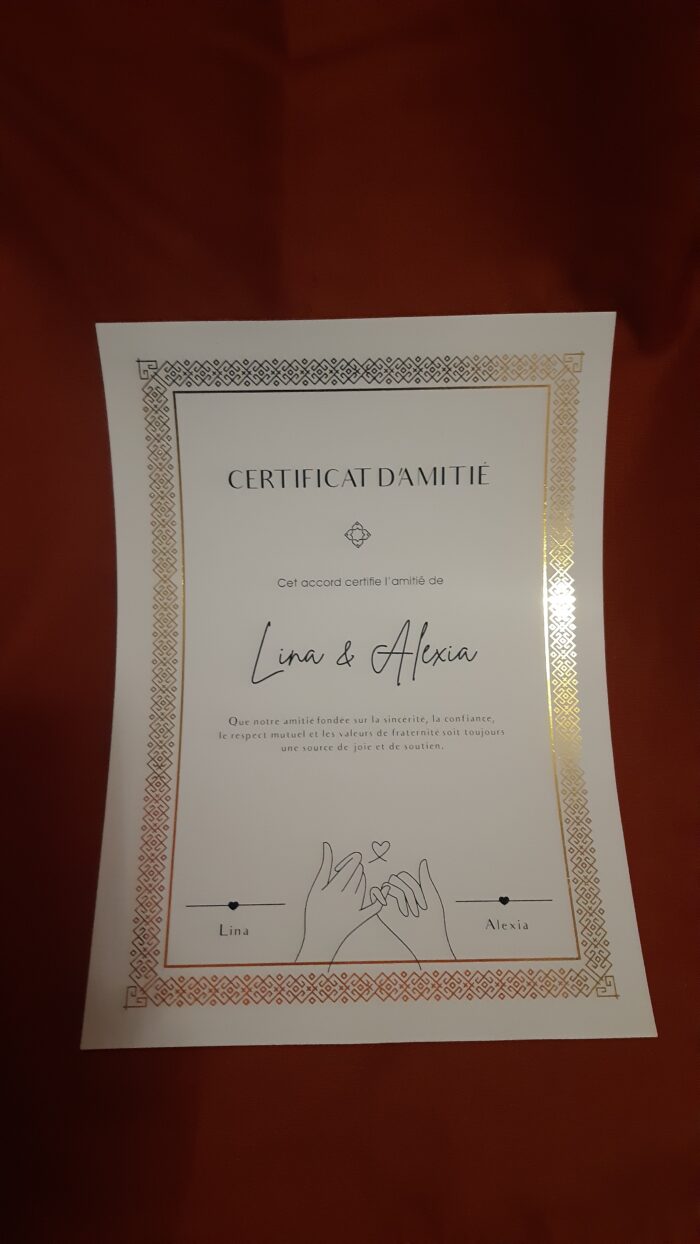 CERTIFICAT D'AMITIÉ
Cet accord certifie l'amitié de
Lina & Alexia
Que notre amitié fondée sur la sincerité, la confiance,
le respect mutuel et les valeurs de fraternité soit toujours
une source de joie et de soutien.
Lina
Alexia